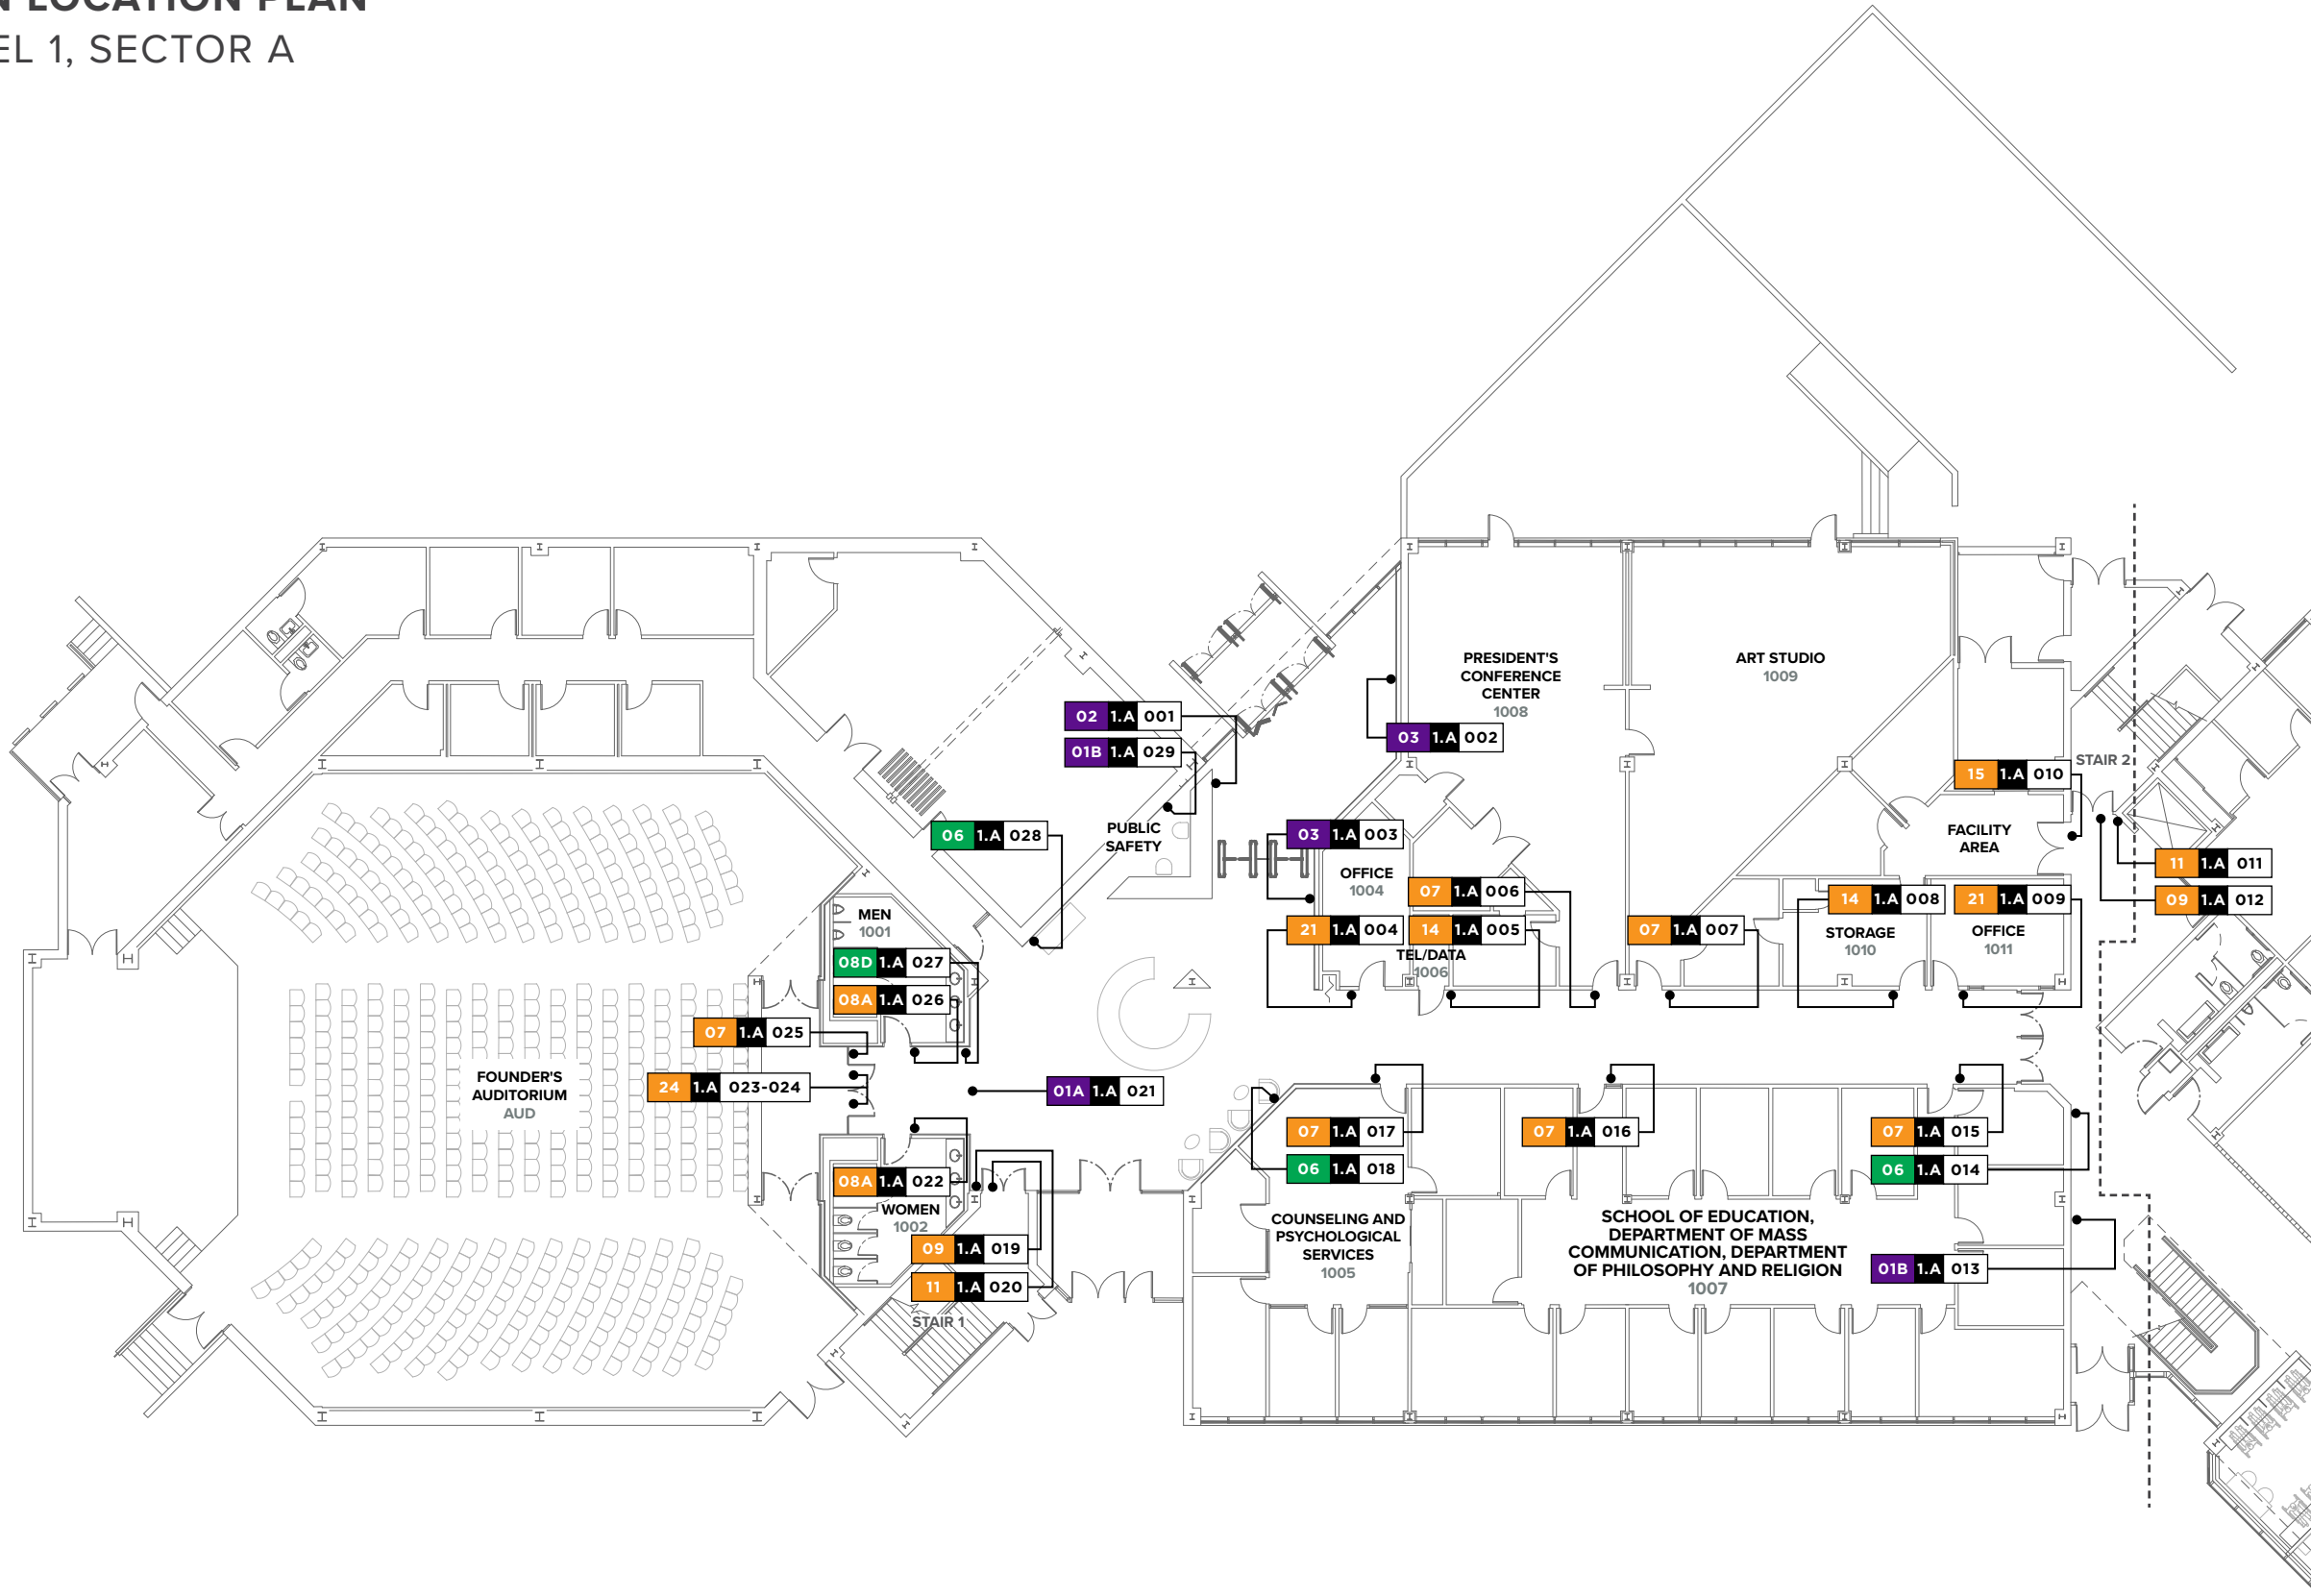 LOCATION PLAN
1, SECTOR A
02 1.A 001
01B 1.A 029
06 1.A 028
PUBLIC
SAFETY
PRESIDENT'S
CONFERENCE
CENTER
1008
03 1.A 002
ART STUDIO
1009
STAIR 2
15 1.A 010
FACILITY
AREA
03 1.A 003
OFFICE
1004
07 1.A 006
21 1.A 004
14 1.A 005
TEL/DATA
1006
07 1.A 007
14 1.A 008
STORAGE
1010
21 1.A 009
OFFICE
1011
11 1.A 011
09 1.A 012
MEN
1001
08D 1.A 027
08A 1.A 026
07 1.A 025
24 1.A 023-024
FOUNDER'S
AUDITORIUM
AUD
01A 1.A 021
08A 1.A 022
WOMEN
1002
09 1.A 019
11 1.A 020
STAIR 1
07 1.A 017
06 1.A 018
COUNSELING AND
PSYCHOLOGICAL
SERVICES
1005
07 1.A 016
07 1.A 015
06 1.A 014
SCHOOL OF EDUCATION,
DEPARTMENT OF MASS
COMMUNICATION, DEPARTMENT
OF PHILOSOPHY AND RELIGION
1007
01B 1.A 013